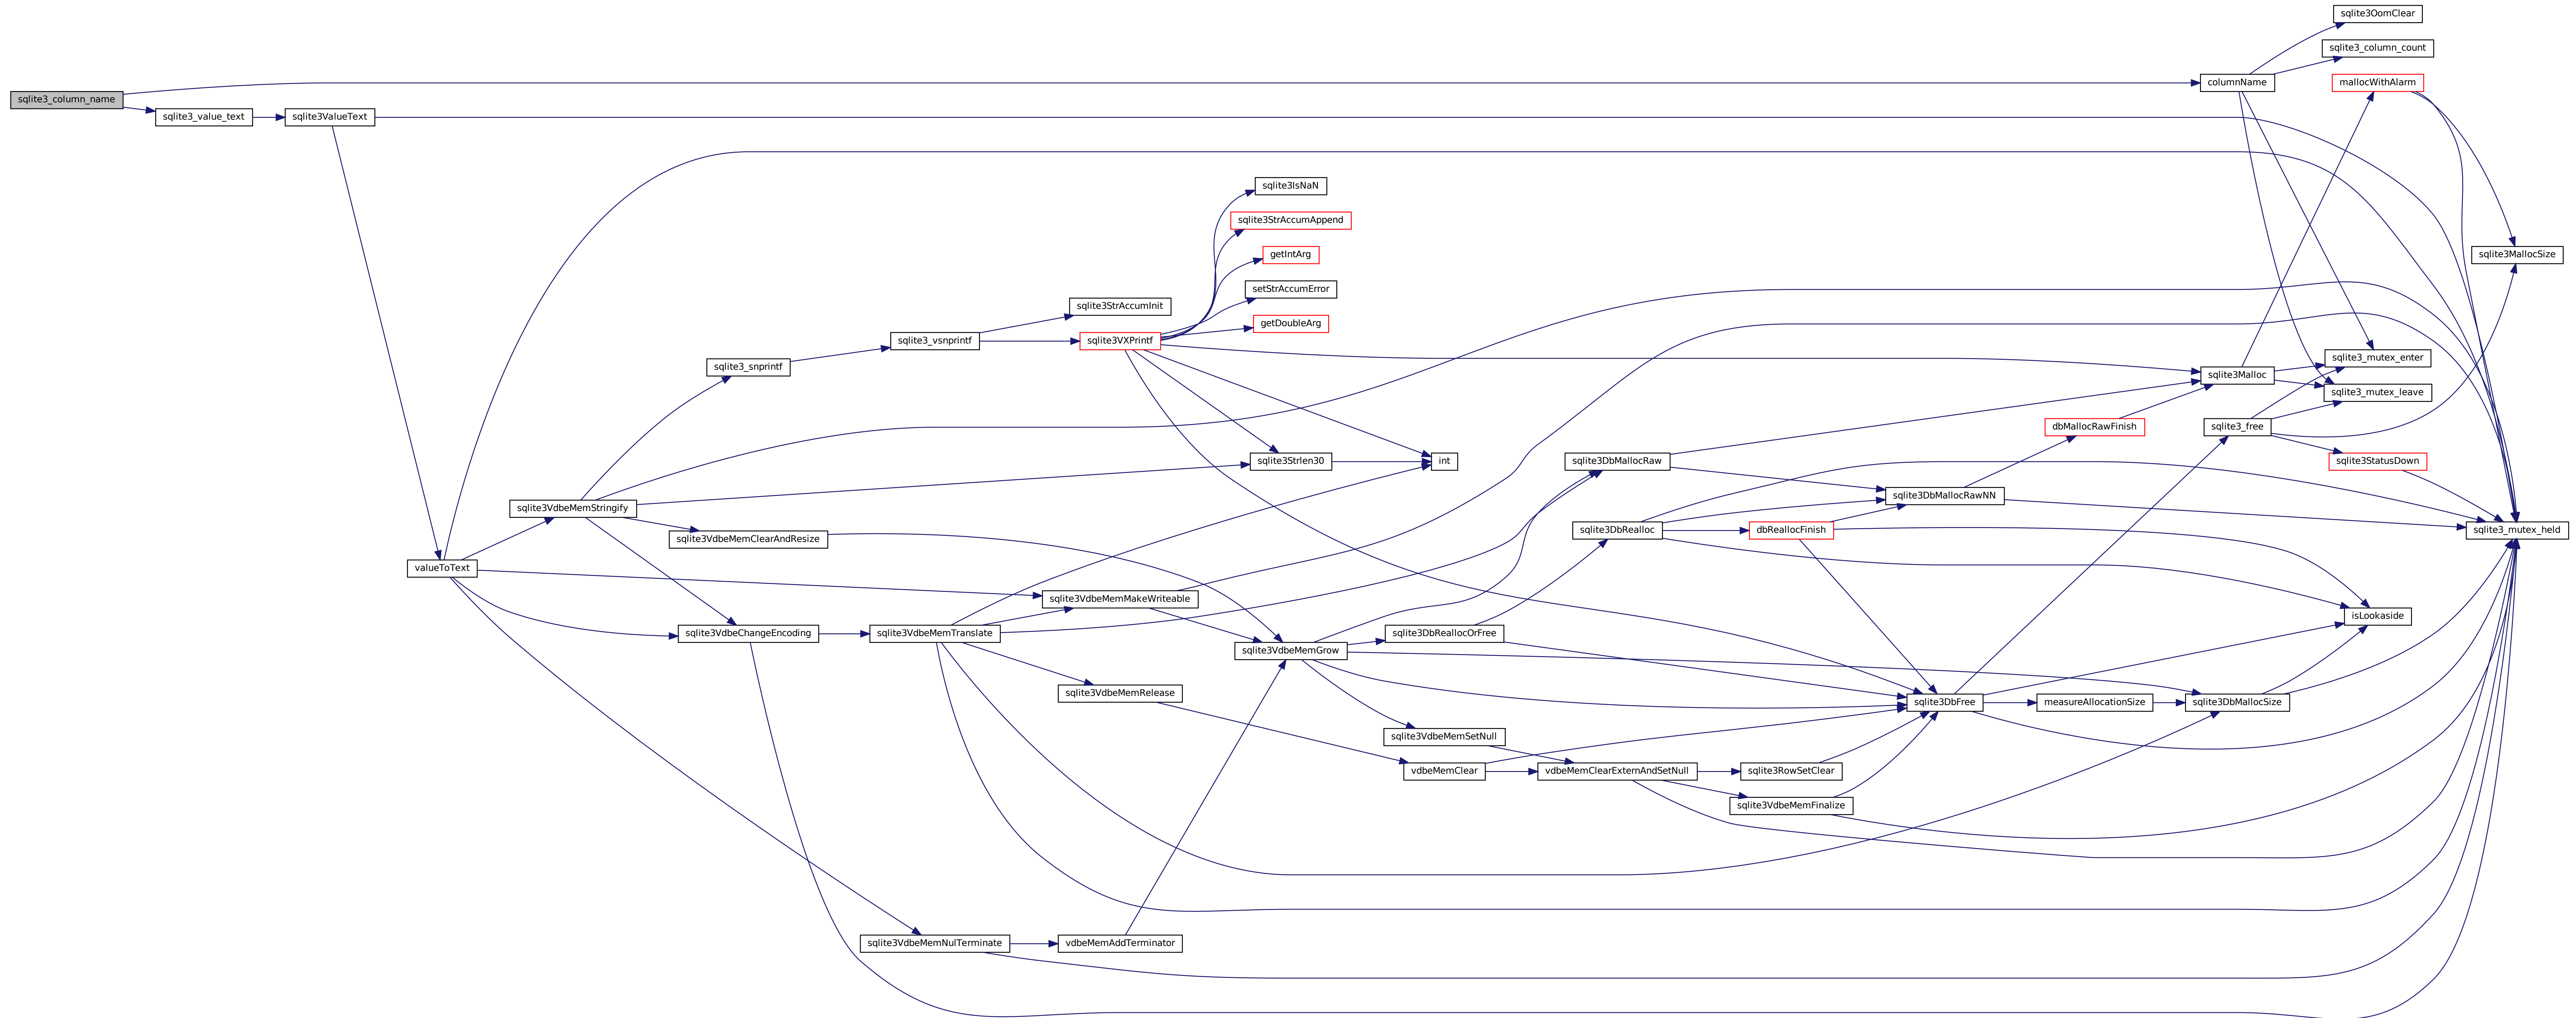 sqlite3_column_name
sqlite3_value_text
sqlite3ValueText
valueToText
sqlite3VdbeMemStringify
sqlite3_snprintf
sqlite3VdbeMemClearAndResize
sqlite3VdbeChangeEncoding
sqlite3_vsnprintf
sqlite3VdbeMemTranslate
sqlite3VdbeMemNulTerminate
sqlite3StrAccumInit
sqlite3VXPrintf
sqlite3VdbeMemMakeWriteable
sqlite3VdbeMemRelease
vdbeMemAddTerminator
sqlite3IsNaN
sqlite3StrAccumAppend
getIntArg
setStrAccumError
getDoubleArg
sqlite3Strlen30
sqlite3VdbeMemGrow
int
sqlite3DbReallocOrFree
sqlite3VdbeMemSetNull
vdbeMemClear
sqlite3DbMallocRaw
sqlite3DbRealloc
vdbeMemClearExternAndSetNull
dbReallocFinish
sqlite3RowSetClear
sqlite3VdbeMemFinalize
sqlite3DbMallocRawNN
sqlite3DbFree
dbMallocRawFinish
measureAllocationSize
columnName
sqlite3Malloc
sqlite3_free
sqlite3DbMallocSize
sqlite3OomClear
sqlite3_column_count
mallocWithAlarm
sqlite3_mutex_enter
sqlite3_mutex_leave
sqlite3StatusDown
isLookaside
sqlite3MallocSize
sqlite3_mutex_held